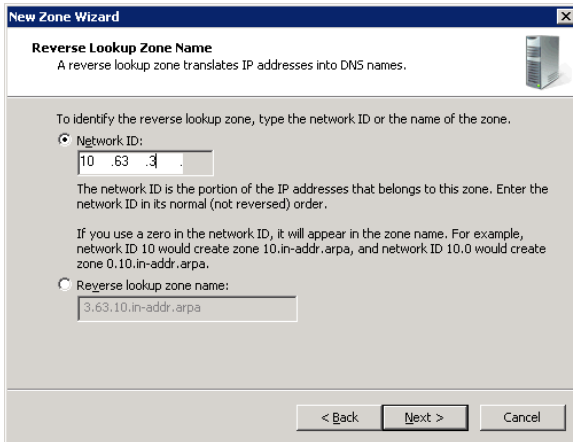 New Zone Wizard
Reverse Lookup Zone Name
A reverse lookup zone translates IP addresses into DNS names.
To identify the reverse lookup zone, type the network ID or the name of the zone.
Network ID:
10 .63 .3 .
The network ID is the portion of the IP addresses that belongs to this zone. Enter the
network ID in its normal (not reversed) order.
If you use a zero in the network ID, it will appear in the zone name. For example,
network ID 10 would create zone 10.in-addr.arpa, and network ID 10.0 would create
zone 0.10.in-addr.arpa.
Reverse lookup zone name:
3.63.10.in-addr.arpa
< Back Next > Cancel